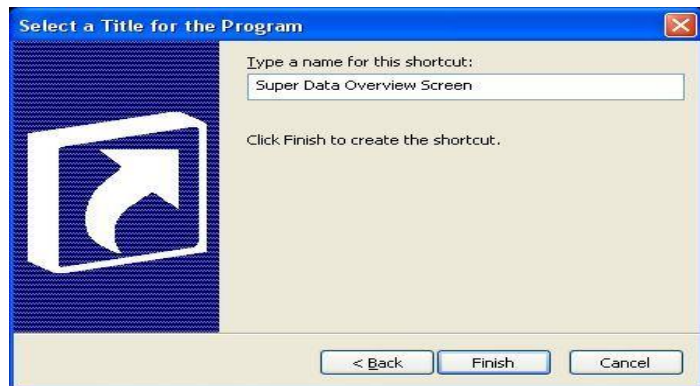 Select a Title for the Program
Type a name for this shortcut:
Super Data Overview Screen
Click Finish to create the shortcut.
< Back
Finish
Cancel